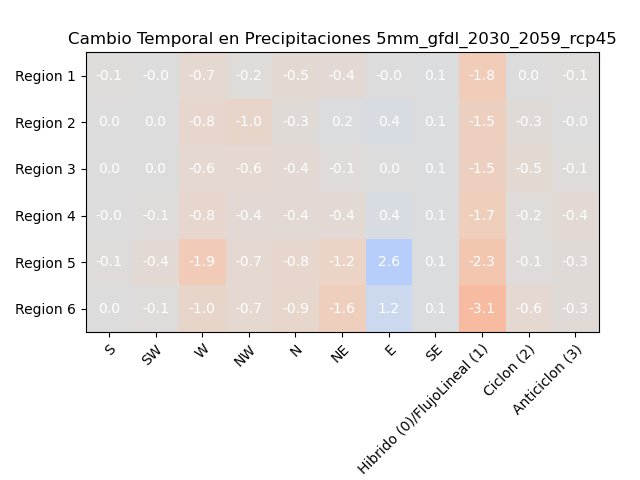 Cambio Temporal en Precipitaciones 5mm_gfdl_2030_2059_rcp45
Region 1 -0.1 -0.0 -0.7 -0.2 -0.5 -0.4 -0.0 0.1 -1.8 0.0 -0.1
Region 2 0.0 0.0 -0.8 -1.0 -0.3 0.2 0.4 0.1 -1.5 -0.3 -0.0
Region 3 0.0 0.0 -0.6 -0.6 -0.4 -0.1 0.0 0.1 -1.5 -0.5 -0.1
Region 4 -0.0 -0.1 -0.8 -0.4 -0.4 -0.4 0.4 0.1 -1.7 -0.2 -0.4
Region 5 -0.1 -0.4 -1.9 -0.7 -0.8 -1.2 2.6 0.1 -2.3 -0.1 -0.3
Region 6 0.0 -0.1 -1.0 -0.7 -0.9 -1.6 1.2 0.1 -3.1 -0.6 -0.3
S SW W NW N NE E SE Hibrido (0)/FlujoLineal (1) Ciclon (2) Anticiclon (3)